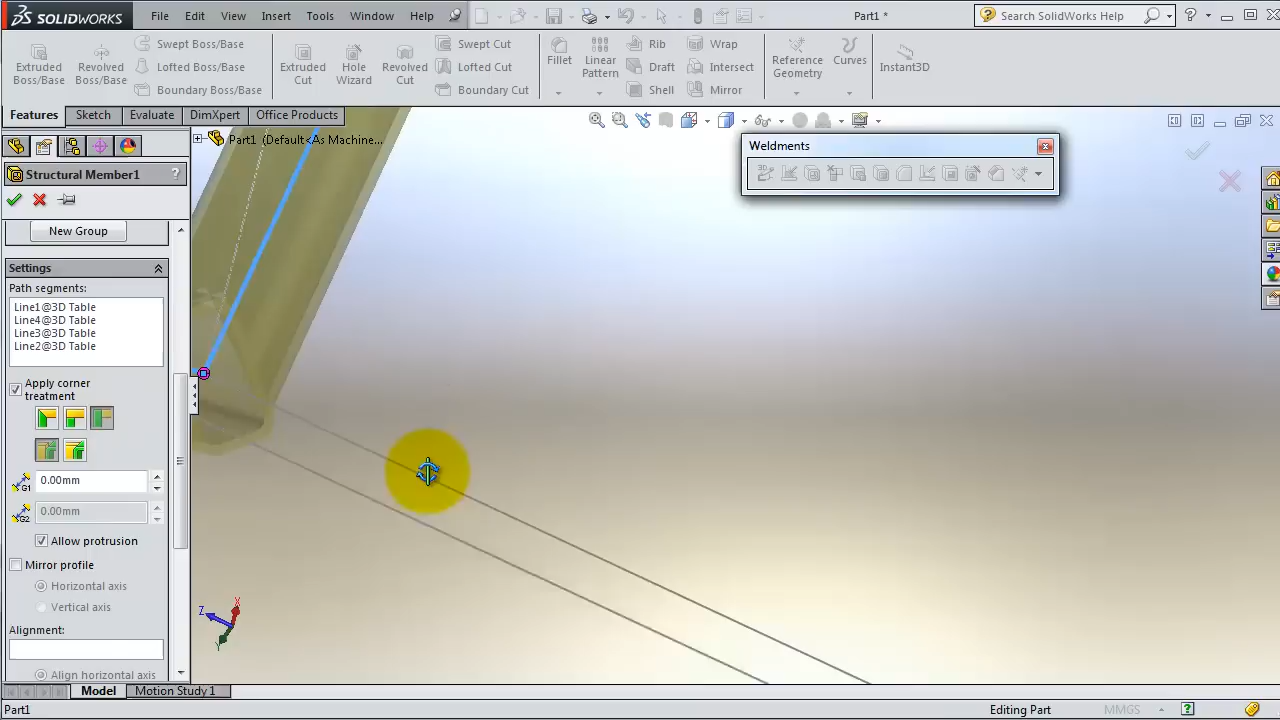 SOLIDWORKS
File Edit View Insert Tools Window Help
Part1 *
Search SolidWorks Help
?
Extruded Boss/Base
Revolved Boss/Base
Swept Boss/Base
Lofted Boss/Base
Boundary Boss/Base
Extruded Cut
Hole Wizard
Revolved Cut
Swept Cut
Lofted Cut
Boundary Cut
Fillet
Linear Pattern
Rib
Draft
Shell
Wrap
Intersect
Mirror
Reference Geometry
Curves
Instant3D
Features Sketch Evaluate DimXpert Office Products
Part1 (Default<As Machine...
Weldments
Structural Member1 ?
New Group
Settings
Path segments:
Line1@3D Table
Line4@3D Table
Line3@3D Table
Line2@3D Table
Apply corner
treatment
G1 0.00mm
G2 0.00mm
Allow protrusion
Mirror profile
Horizontal axis
Vertical axis
Alignment:
Align horizontal axis
X
Z
Y
Model Motion Study 1
Part1
Editing Part
MMGS
?